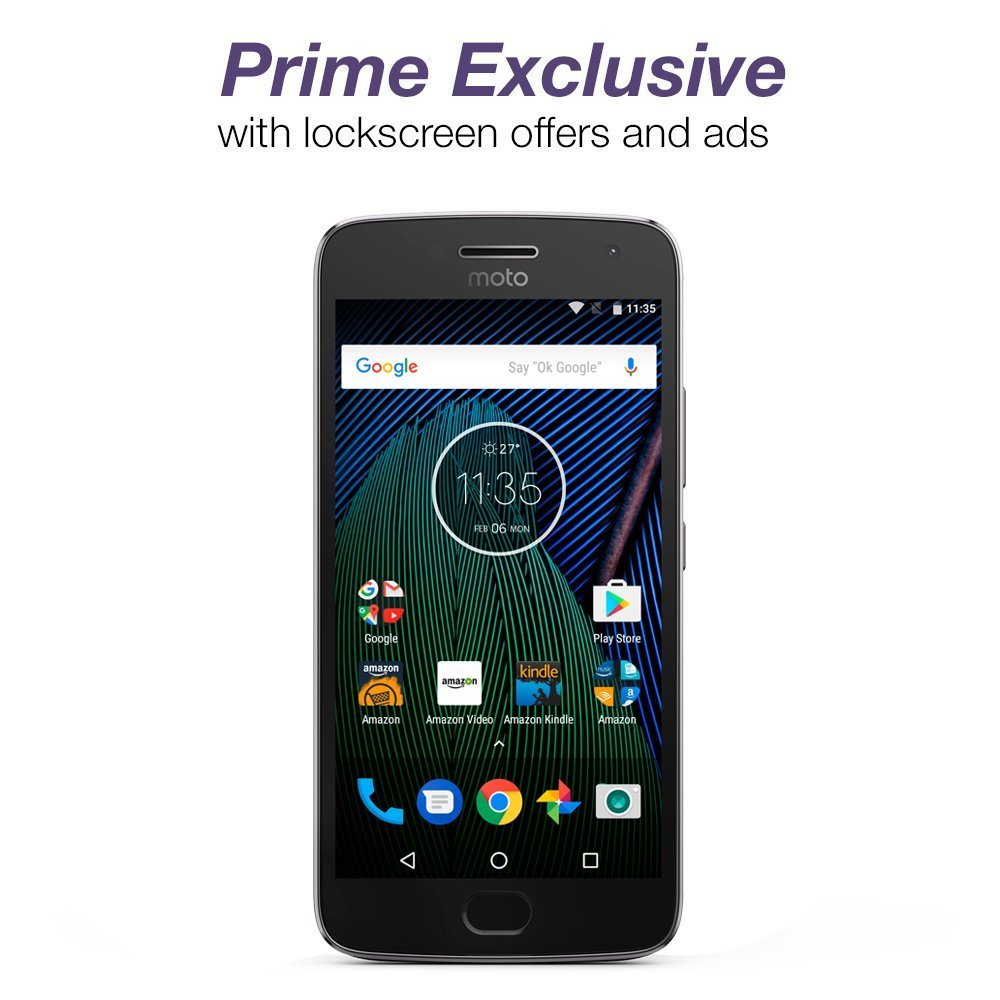 Prime Exclusive
with lockscreen offers and ads
moto
11:35
Google Say "Ok Google"
27°
11:35
FEB 06 MON
Google
Play Store
amazon
amazon
kindle
music
Amazon
Amazon Video
Amazon Kindle
Amazon